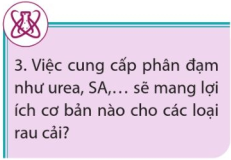 3. Việc cung cấp phân đạm
như urea, SA,… sẽ mang lợi
ích cơ bản nào cho các loại
rau cải?